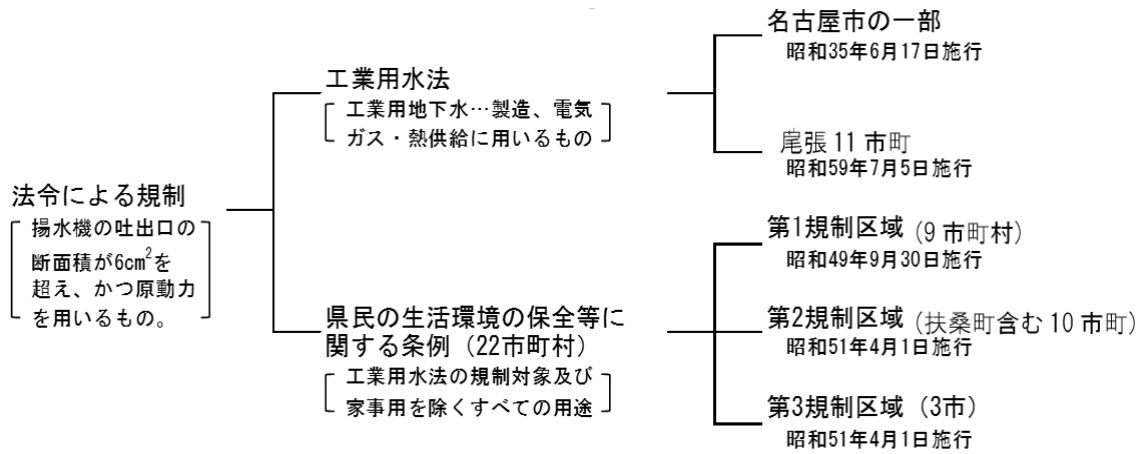 法令による規制
揚水機の吐出口の
断面積が6cm²を
超え、かつ原動力
を用いるもの。
工業用水法
工業用地下水…製造、電気
ガス・熱供給に用いるもの
名古屋市の一部
昭和35年6月17日施行
尾張11市町
昭和59年7月5日施行
県民の生活環境の保全等に
関する条例（22市町村）
工業用水法の規制対象及び
家事用を除くすべての用途
第1規制区域（9市町村）
昭和49年9月30日施行
第2規制区域（扶桑町含む10市町）
昭和51年4月1日施行
第3規制区域（3市）
昭和51年4月1日施行